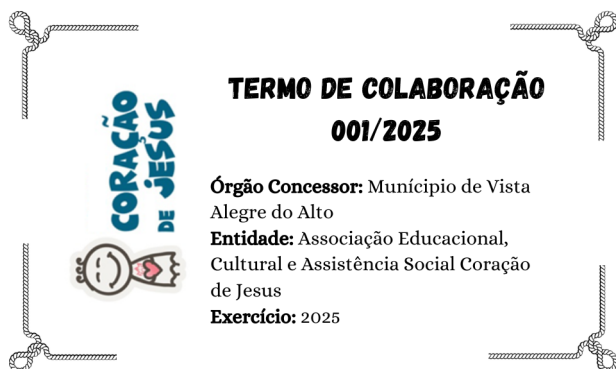 CORAÇÃO
DE JESUS
TERMO DE COLABORAÇÃO
001/2025
Órgão Concessor: Munícipio de Vista
Alegre do Alto
Entidade: Associação Educacional,
Cultural e Assistência Social Coração
de Jesus
Exercício: 2025